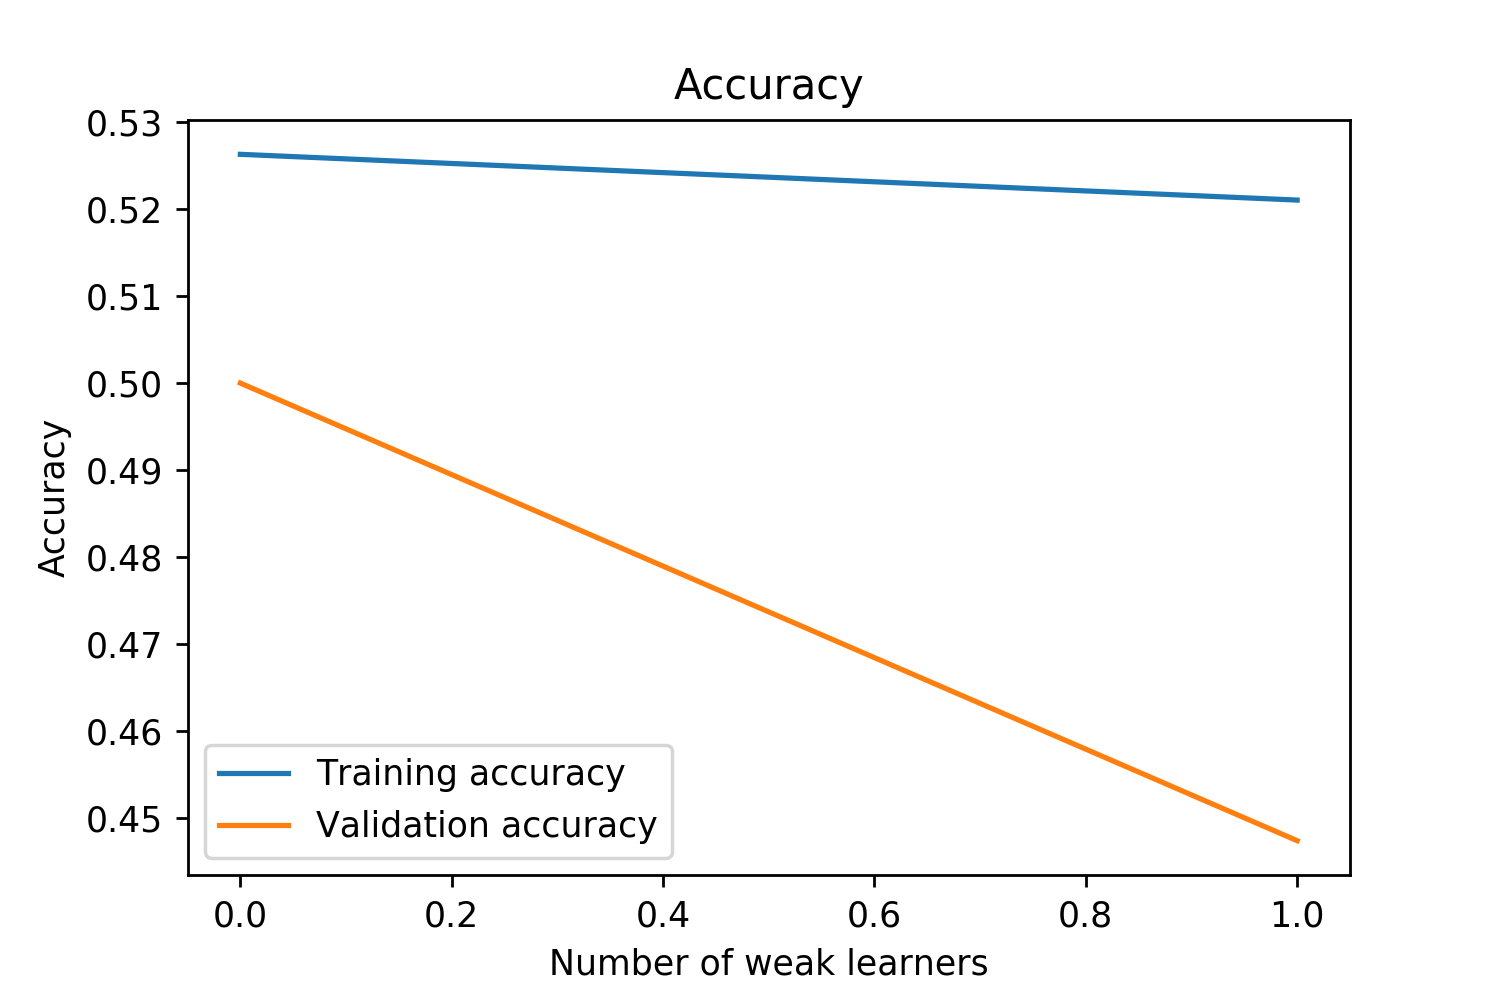 Accuracy
0.53
0.52
0.51
0.50
0.49
0.48
0.47
0.46
0.45
Accuracy
Training accuracy
Validation accuracy
0.0 0.2 0.4 0.6 0.8 1.0
Number of weak learners